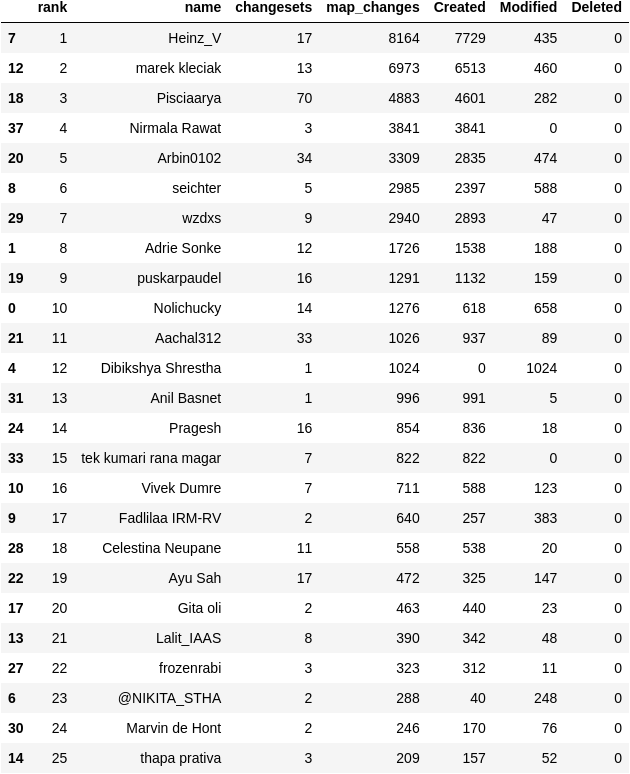 rank name changesets map_changes Created Modified Deleted
7 1 Heinz_V 17 8164 7729 435 0
12 2 marek kleciak 13 6973 6513 460 0
18 3 Pisciaarya 70 4883 4601 282 0
37 4 Nirmala Rawat 3 3841 3841 0 0
20 5 Arbin0102 34 3309 2835 474 0
8 6 seichter 5 2985 2397 588 0
29 7 wzdxs 9 2940 2893 47 0
1 8 Adrie Sonke 12 1726 1538 188 0
19 9 puskarpaudel 16 1291 1132 159 0
0 10 Nolichucky 14 1276 618 658 0
21 11 Aachal312 33 1026 937 89 0
4 12 Dibikshya Shrestha 1 1024 0 1024 0
31 13 Anil Basnet 1 996 991 5 0
24 14 Pragesh 16 854 836 18 0
33 15 tek kumari rana magar 7 822 822 0 0
10 16 Vivek Dumre 7 711 588 123 0
9 17 Fadlilaa IRM-RV 2 640 257 383 0
28 18 Celestina Neupane 11 558 538 20 0
22 19 Ayu Sah 17 472 325 147 0
17 20 Gita oli 2 463 440 23 0
13 21 Lalit_IAAS 8 390 342 48 0
27 22 frozenrabi 3 323 312 11 0
6 23 @NIKITA_STHA 2 288 40 248 0
30 24 Marvin de Hont 2 246 170 76 0
14 25 thapa prativa 3 209 157 52 0